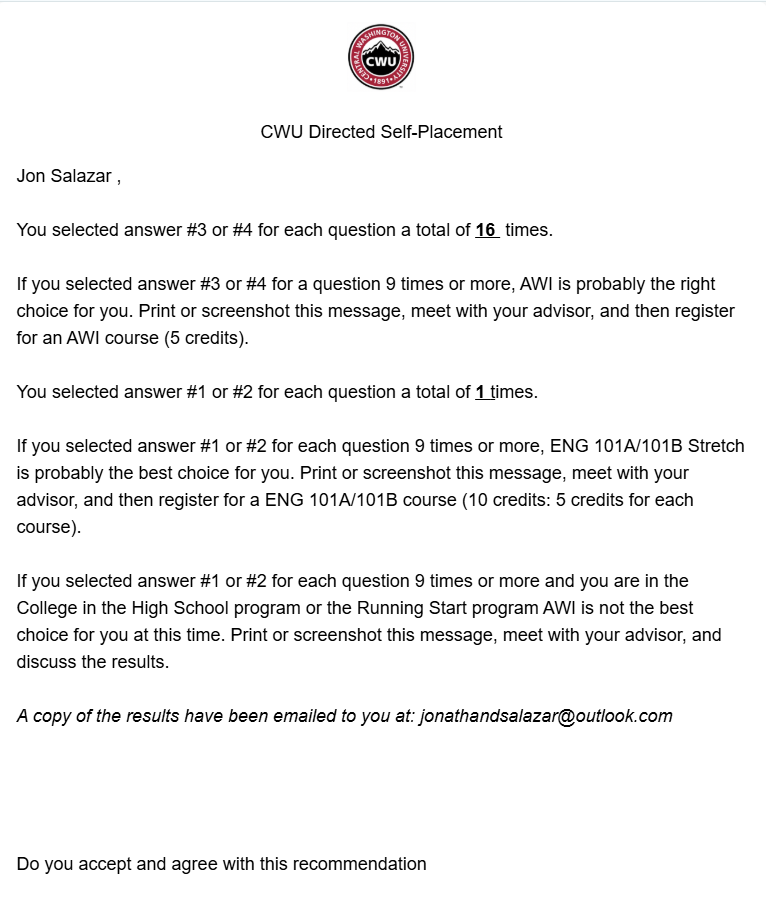 CENTRAL WASHINGTON UNIVERSITY
CWU
•1891•
CWU Directed Self-Placement
Jon Salazar ,
You selected answer #3 or #4 for each question a total of 16  times.
If you selected answer #3 or #4 for a question 9 times or more, AWI is probably the right
choice for you. Print or screenshot this message, meet with your advisor, and then register
for an AWI course (5 credits).
You selected answer #1 or #2 for each question a total of 1 times.
If you selected answer #1 or #2 for each question 9 times or more, ENG 101A/101B Stretch
is probably the best choice for you. Print or screenshot this message, meet with your
advisor, and then register for a ENG 101A/101B course (10 credits: 5 credits for each
course).
If you selected answer #1 or #2 for each question 9 times or more and you are in the
College in the High School program or the Running Start program AWI is not the best
choice for you at this time. Print or screenshot this message, meet with your advisor, and
discuss the results.
A copy of the results have been emailed to you at: jonathandsalazar@outlook.com
Do you accept and agree with this recommendation